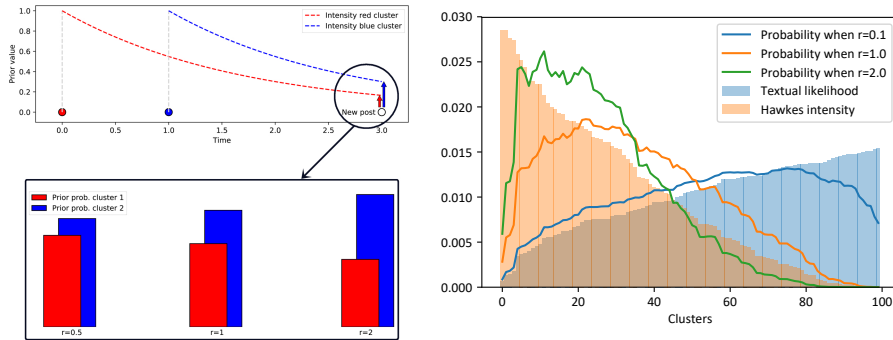 Intensity red cluster
Intensity blue cluster
Prior value
1.0
0.8
0.6
0.4
0.2
0.0
New post
0.0 0.5 1.0 1.5 2.0 2.5 3.0
Time
Prior prob. cluster 1
Prior prob. cluster 2
r=0.5 r=1 r=2
0.030
0.025
0.020
0.015
0.010
0.005
0.000
Probability when r=0.1
Probability when r=1.0
Probability when r=2.0
Textual likelihood
Hawkes intensity
0 20 40 60 80 100
Clusters